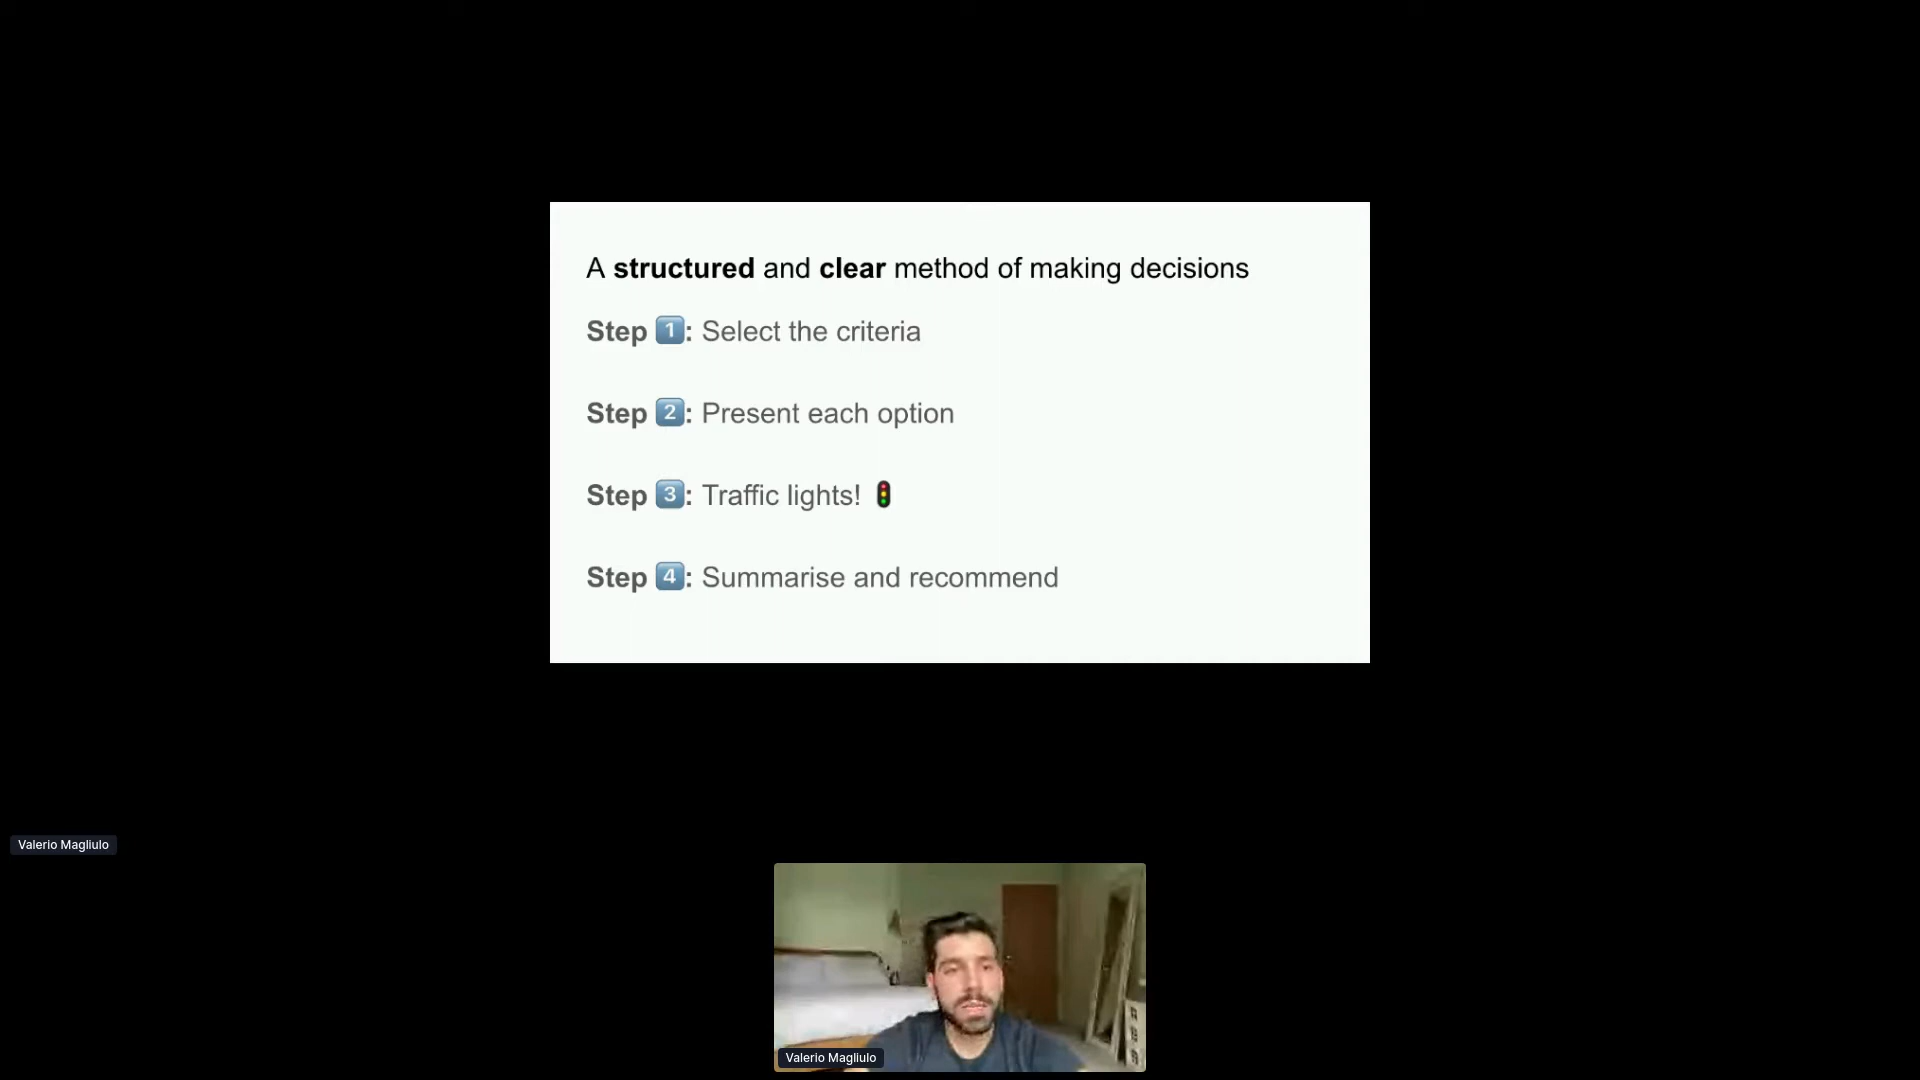 A structured and clear method of making decisions
Step 1️⃣: Select the criteria
Step 2️⃣: Present each option
Step 3️⃣: Traffic lights! 🚦
Step 4️⃣: Summarise and recommend
Valerio Magliulo
Valerio Magliulo